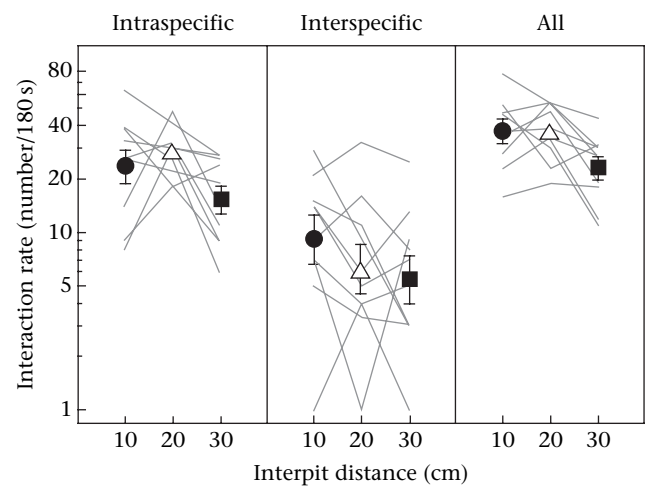 Intraspecific Interspecific All
Interaction rate (number/180 s)
80
40
20
10
5
1
10 20 30 10 20 30 10 20 30
Interpit distance (cm)